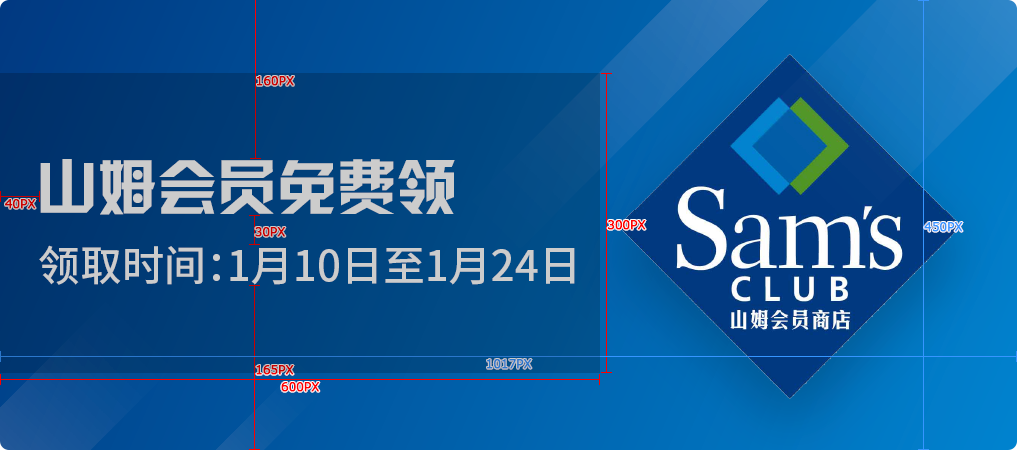 160PX
山姆会员免费领
40PX
30PX
领取时间：1月10日至1月24日
300PX
450PX
Sam's
CLUB
山姆会员商店
1017PX
165PX
600PX